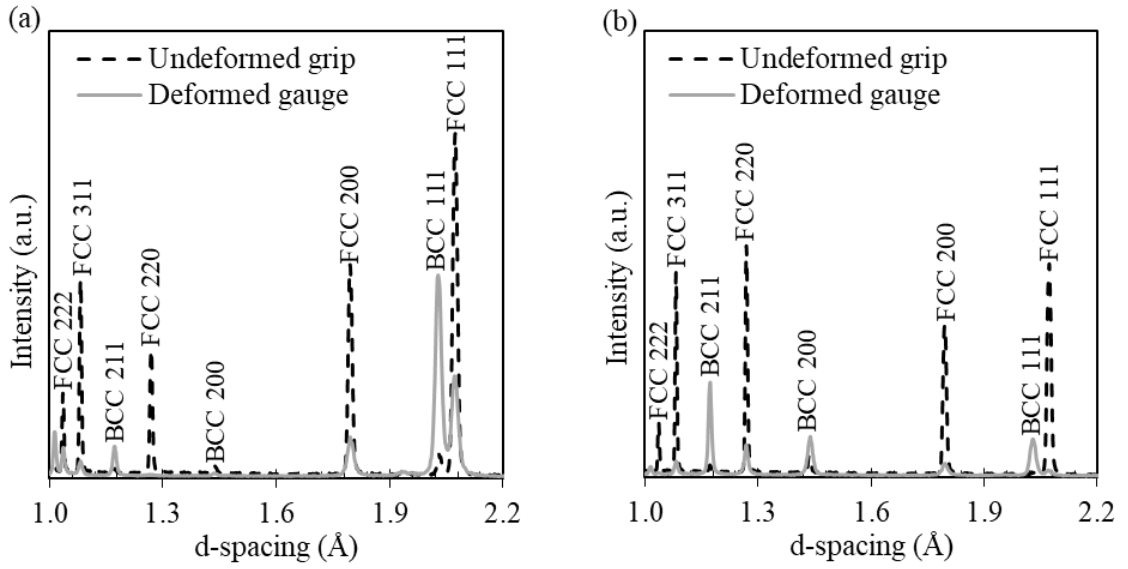 (a)
Undeformed grip
Deformed gauge
FCC 222
FCC 311
BCC 211
FCC 220
BCC 200
FCC 200
BCC 111
FCC 111
Intensity (a.u.)
1.0 1.3 1.6 1.9 2.2
d-spacing (Å)
(b)
Undeformed grip
Deformed gauge
FCC 222
FCC 311
BCC 211
FCC 220
BCC 200
FCC 200
BCC 111
FCC 111
Intensity (a.u.)
1.0 1.3 1.6 1.9 2.2
d-spacing (Å)